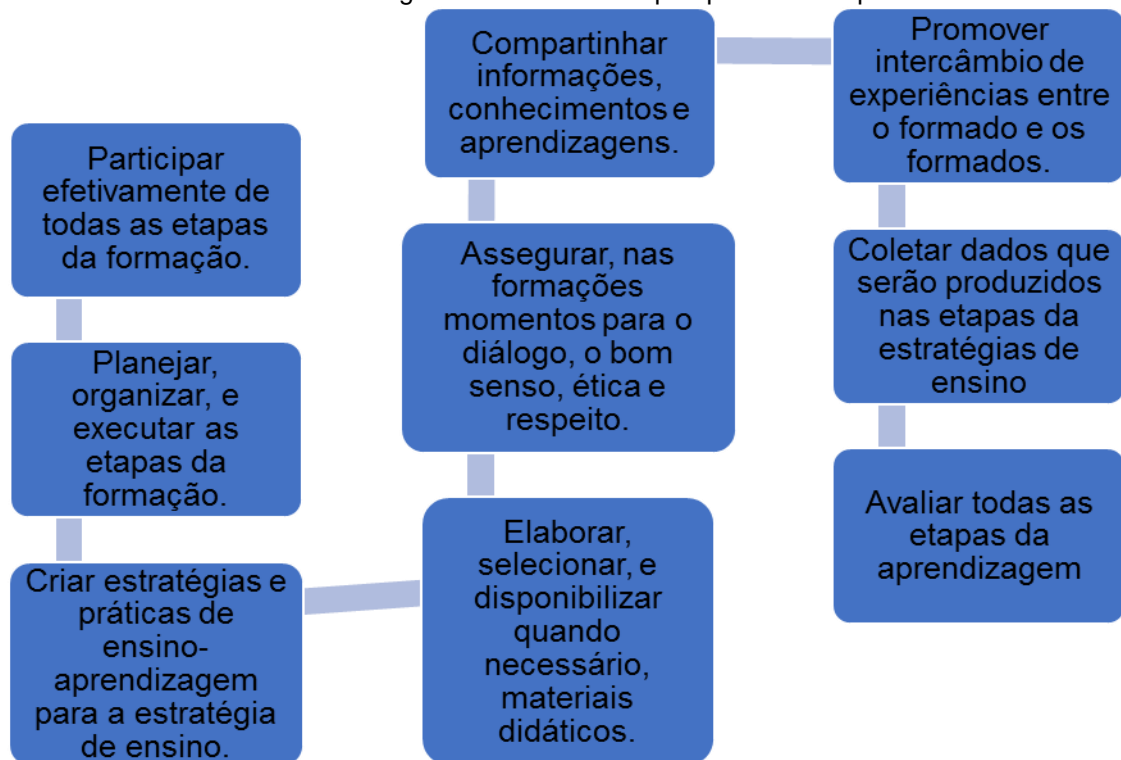 Participar
efetivamente de
todas as etapas
da formação.
Planejar,
organizar, e
executar as
etapas da
formação.
Criar estratégias e
práticas de
ensino-
aprendizagem
para a estratégia
de ensino.
Elaborar,
selecionar, e
disponibilizar
quando
necessário,
materiais
didáticos.
Assegurar, nas
formações
momentos para o
diálogo, o bom
senso, ética e
respeito.
Compartinhar
informações,
conhecimentos e
aprendizagens.
Promover
intercâmbio de
experiências entre
o formado e os
formados.
Coletar dados que
serão produzidos
nas etapas da
estratégias de
ensino
Avaliar todas as
etapas da
aprendizagem